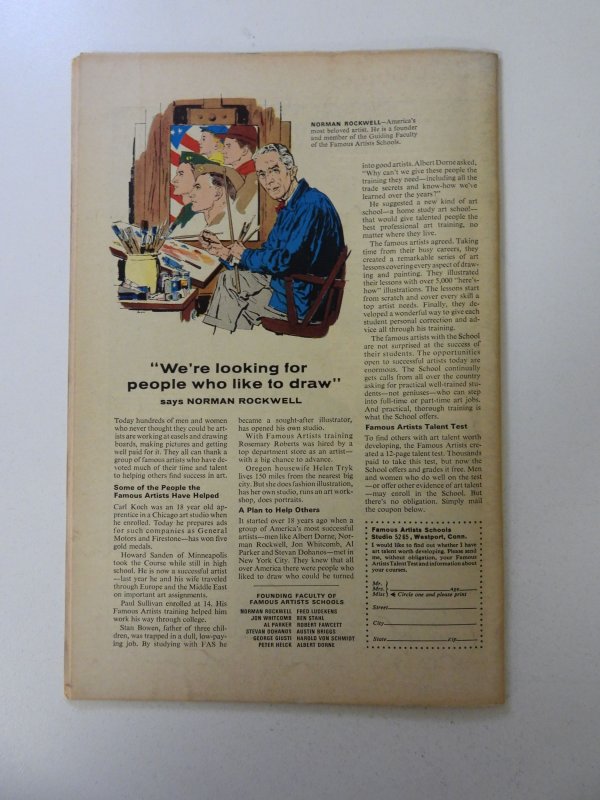 NORMAN ROCKWELL—America's
most beloved artist. He is a founder
and member of the Guiding Faculty
of the Famous Artists Schools.
"We're looking for
people who like to draw"
says NORMAN ROCKWELL
Today hundreds of men and women
who never thought they could be art-
ists are working at easels and drawing
boards, making pictures and getting
well paid for it. They all can thank a
group of famous artists who have de-
voted much of their time and talent
to helping others find success in art.
Some of the People the
Famous Artists Have Helped
Carl Koch was an 18 year old ap-
prentice in a Chicago art studio when
he enrolled. Today he prepares ads
for such companies as General
Motors and Firestone—has won five
gold medals.
Howard Sanden of Minneapolis
took the Course while still in high
school. He is now a successful artist
—last year he and his wife traveled
through Europe and the Middle East
on important art assignments.
Paul Sullivan enrolled at 14. His
Famous Artists training helped him
work his way through college.
Stan Bowen, father of three chil-
dren, was trapped in a dull, low-pay-
ing job. By studying with FAS he
became a sought-after illustrator,
has opened his own studio.
With Famous Artists training
Rosemary Roberts was hired by a
top department store as an artist—
with a big chance to advance.
Oregon housewife Helen Tryk
lives 150 miles from the nearest big
city. But she does fashion illustration,
has her own studio, runs an art work-
shop, does portraits.
A Plan to Help Others
It started over 18 years ago when a
group of America's most successful
artists—men like Albert Dorne, Nor-
man Rockwell, Jon Whitcomb, Al
Parker and Stevan Dohanos—met in
New York City. They knew that all
over America there were people who
liked to draw who could be turned
FOUNDING FACULTY OF
FAMOUS ARTISTS SCHOOLS
NORMAN ROCKWELL FRED LUDEKENS
JON WHITCOMB BEN STAHL
AL PARKER ROBERT FAWCETT
STEVAN DOHANOS AUSTIN BRIGGS
GEORGE GIUSTI HAROLD VON SCHMIDT
PETER HELCK ALBERT DORNE
into good artists. Albert Dorne asked,
"Why can't we give these people the
training they need—including all the
trade secrets and know-how we've
learned over the years?"
He suggested a new kind of art
school—a home study art school—
that would give talented people the
best professional art training, no
matter where they live.
The famous artists agreed. Taking
time from their busy careers, they
created a remarkable series of art
lessons covering every aspect of draw-
ing and painting. They illustrated
their lessons with over 5,000 "here's-
how" illustrations. The lessons start
from scratch and cover every skill a
top artist needs. Finally, they de-
veloped a wonderful way to give each
student personal correction and ad-
vice all through his training.
The famous artists with the School
are not surprised at the success of
their students. The opportunities
open to successful artists today are
enormous. The School continually
gets calls from all over the country
asking for practical well-trained stu-
dents—not geniuses—who can step
into full-time or part-time art jobs.
And practical, thorough training is
what the School offers.
Famous Artists Talent Test
To find others with art talent worth
developing, the Famous Artists cre-
ated a 12-page talent test. Thousands
paid to take this test, but now the
School offers and grades it free. Men
and women who do well on the test
—or offer other evidence of art talent
—may enroll in the School. But
there's no obligation. Simply mail
the coupon below.
Famous Artists Schools
Studio 5265, Westport, Conn.
I would like to find out whether I have
art talent worth developing. Please send
me, without obligation, your Famous
Artists Talent Test and information about
your courses.
Mr.
Mrs. age
Miss Circle one and please print
Street
City
State zip